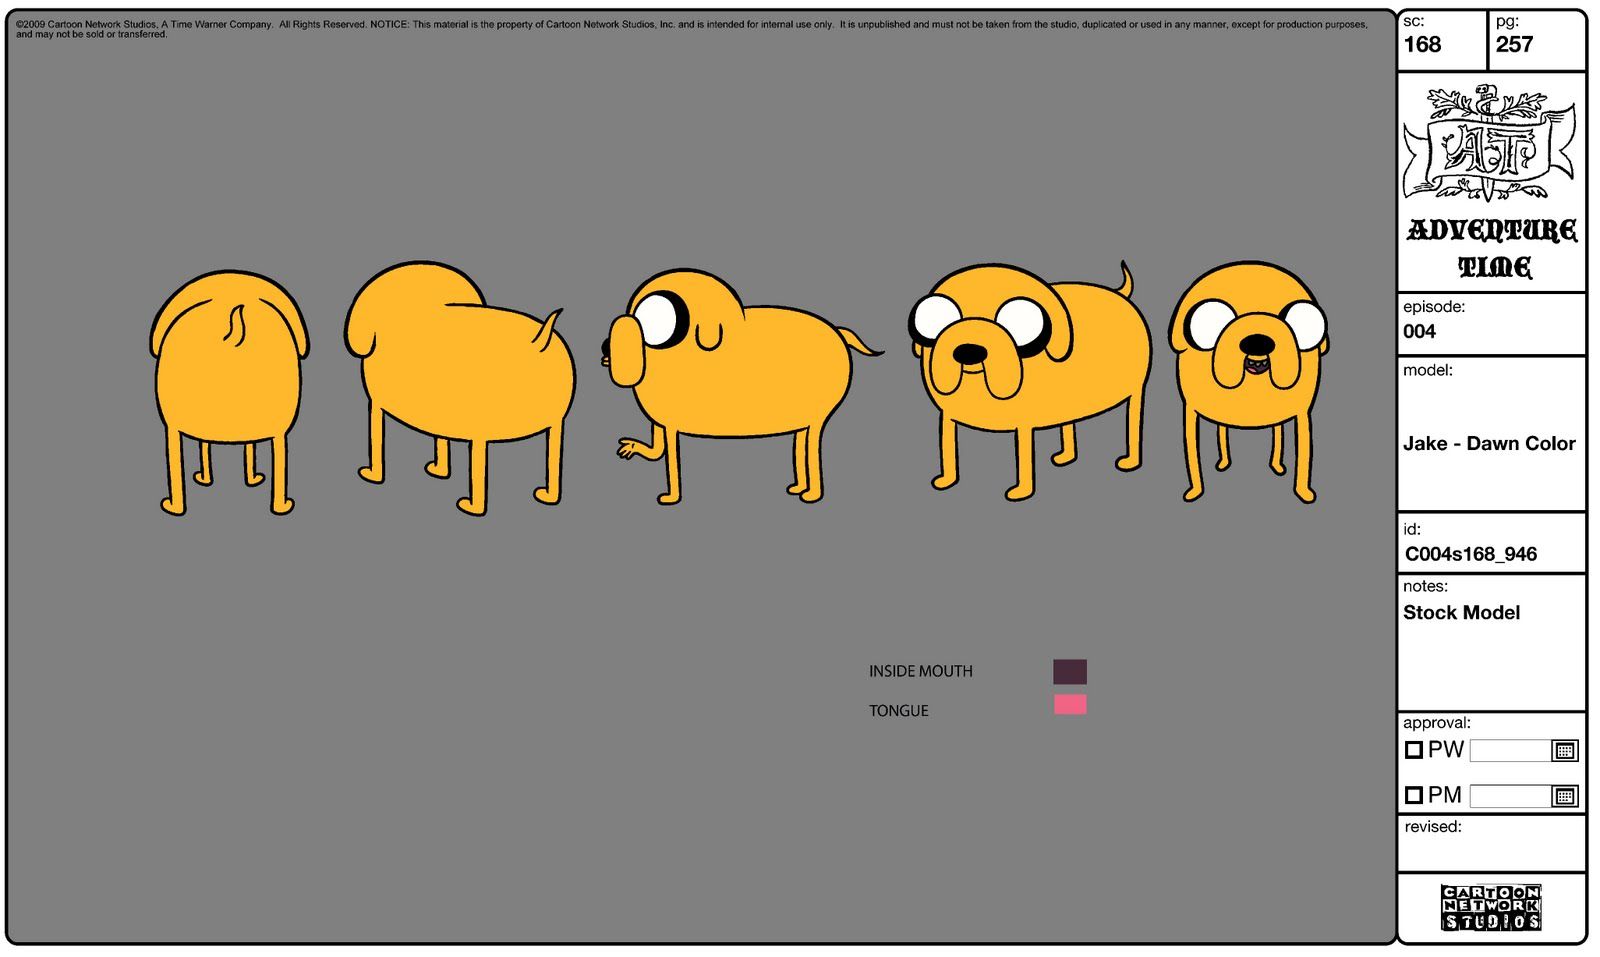 ©2009 Cartoon Network Studios, A Time Warner Company.  All Rights Reserved. NOTICE: This material is the property of Cartoon Network Studios, Inc. and is intended for internal use only.  It is unpublished and must not be taken from the studio, duplicated or used in any manner, except for production purposes,
and may not be sold or transferred.
sc:
168
pg:
257
AT
ADVENTURE
TIME
episode:
004
model:
Jake - Dawn Color
id:
C004s168_946
notes:
Stock Model
INSIDE MOUTH
TONGUE
approval:
PW
PM
revised:
CARTOON
NETWORK
STUDIOS